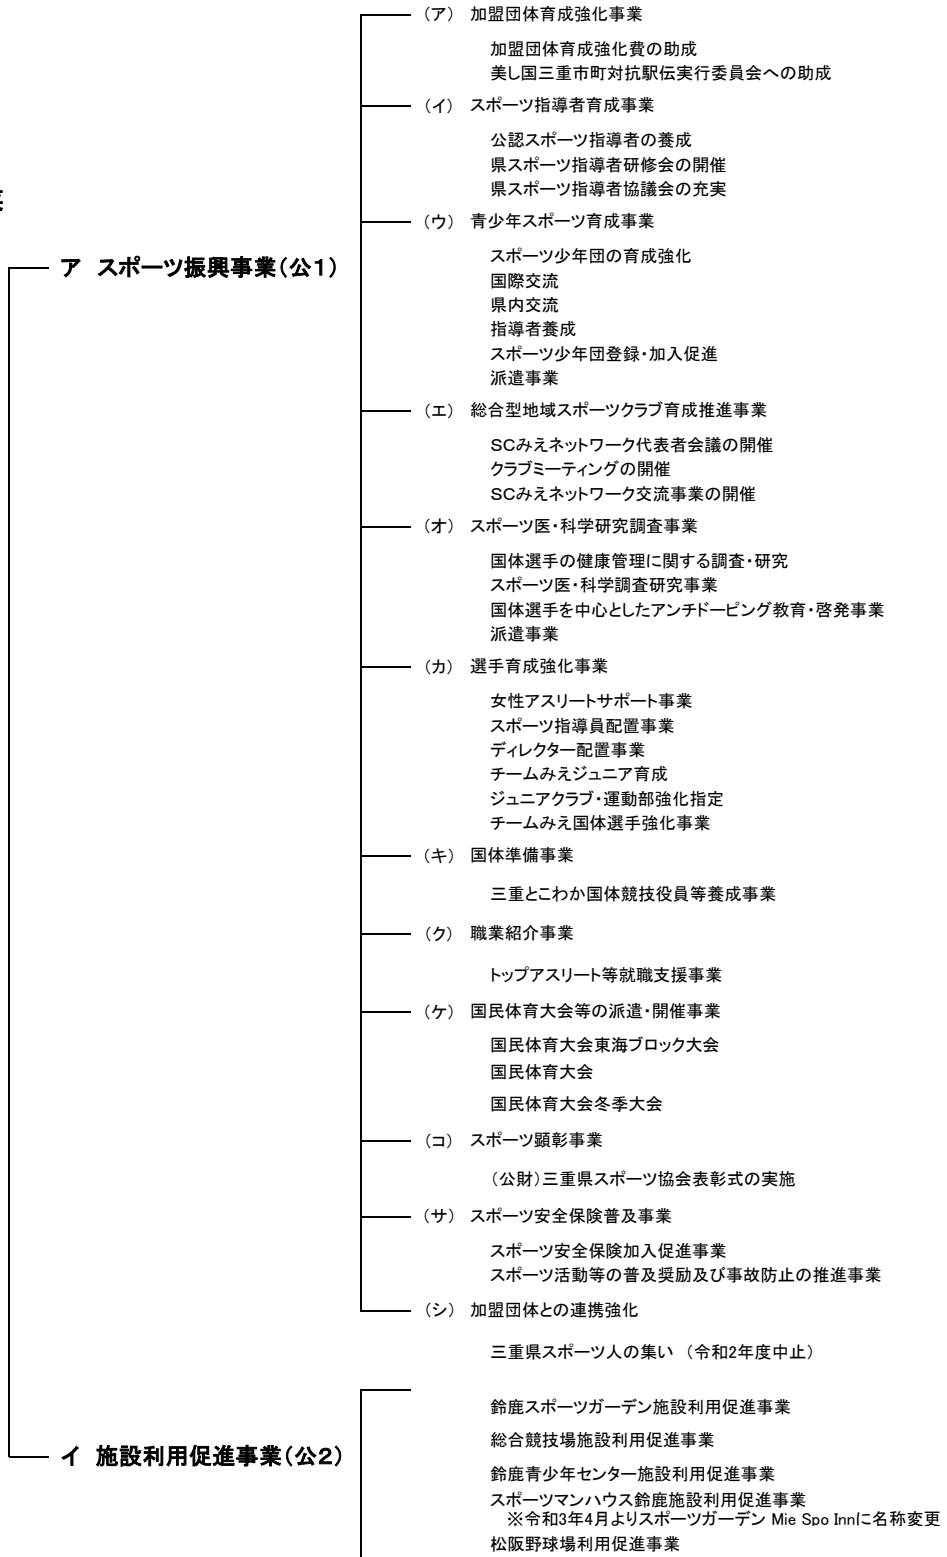 （ア） 加盟団体育成強化事業
加盟団体育成強化費の助成
美し国三重市町対抗駅伝実行委員会への助成
（イ） スポーツ指導者育成事業
公認スポーツ指導者の養成
県スポーツ指導者研修会の開催
県スポーツ指導者協議会の充実
（ウ） 青少年スポーツ育成事業
ア スポーツ振興事業（公１）
スポーツ少年団の育成強化
国際交流
県内交流
指導者養成
スポーツ少年団登録・加入促進
派遣事業
（エ） 総合型地域スポーツクラブ育成推進事業
ＳＣみえネットワーク代表者会議の開催
クラブミーティングの開催
ＳＣみえネットワーク交流事業の開催
（オ） スポーツ医・科学研究調査事業
国体選手の健康管理に関する調査・研究
スポーツ医・科学調査研究事業
国体選手を中心としたアンチドーピング教育・啓発事業
派遣事業
（カ） 選手育成強化事業
女性アスリートサポート事業
スポーツ指導員配置事業
ディレクター配置事業
チームみえジュニア育成
ジュニアクラブ・運動部強化指定
チームみえ国体選手強化事業
（キ） 国体準備事業
三重とこわか国体競技役員等養成事業
（ク） 職業紹介事業
トップアスリート等就職支援事業
（ケ） 国民体育大会等の派遣・開催事業
国民体育大会東海ブロック大会
国民体育大会
国民体育大会冬季大会
（コ） スポーツ顕彰事業
（公財）三重県スポーツ協会表彰式の実施
（サ） スポーツ安全保険普及事業
スポーツ安全保険加入促進事業
スポーツ活動等の普及奨励及び事故防止の推進事業
（シ） 加盟団体との連携強化
三重県スポーツ人の集い （令和2年度中止）
イ 施設利用促進事業（公２）
鈴鹿スポーツガーデン施設利用促進事業
総合競技場施設利用促進事業
鈴鹿青少年センター施設利用促進事業
スポーツマンハウス鈴鹿施設利用促進事業
※令和3年4月よりスポーツガーデン Mie Spo Innに名称変更
松阪野球場利用促進事業